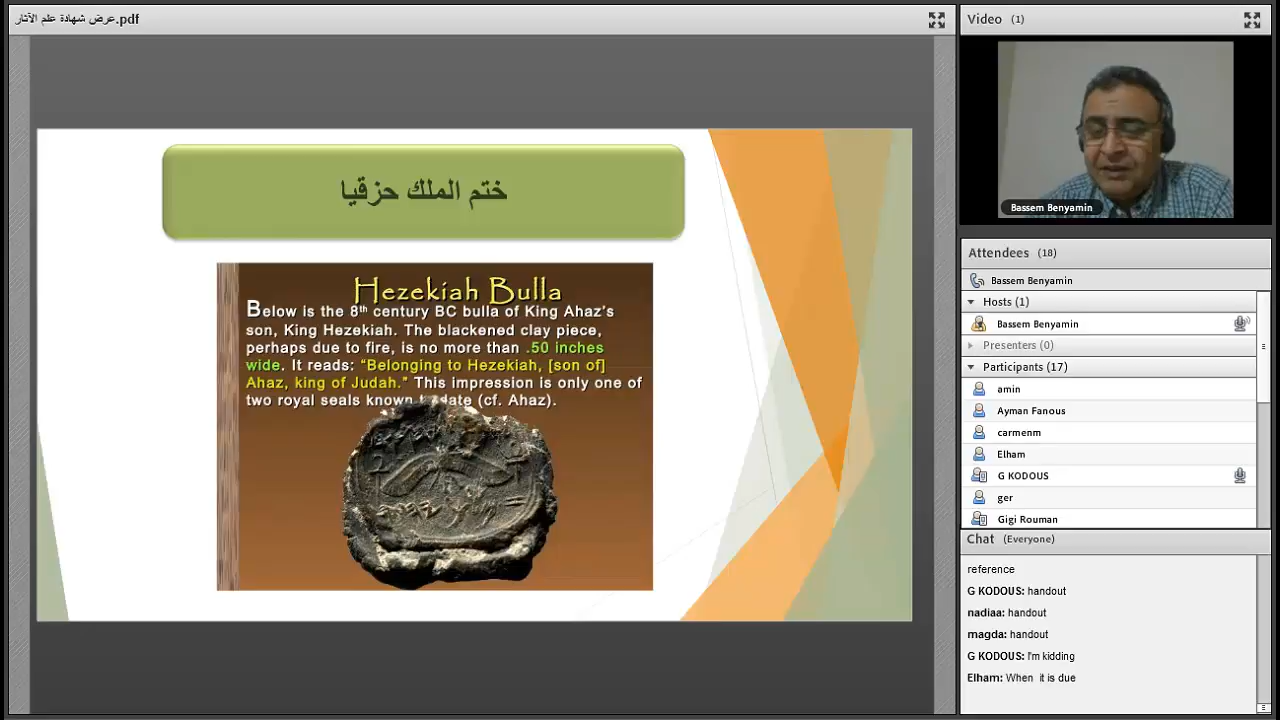 عرض شهادة علم الآثار.pdf
ختم الملك حزقيا
Hezekiah Bulla
Below is the 8th century BC bulla of King Ahaz's
son, King Hezekiah. The blackened clay piece,
perhaps due to fire, is no more than .50 inches
wide. It reads: "Belonging to Hezekiah, [son of]
Ahaz, king of Judah." This impression is only one of
two royal seals known to date (cf. Ahaz).
Video (1)
Bassem Benyamin
Attendees (18)
Bassem Benyamin
Hosts (1)
Bassem Benyamin
Presenters (0)
Participants (17)
amin
Ayman Fanous
carmenm
Elham
G KODOUS
ger
Gigi Rouman
Chat (Everyone)
reference
G KODOUS: handout
nadiaa: handout
magda: handout
G KODOUS: I'm kidding
Elham: When it is due